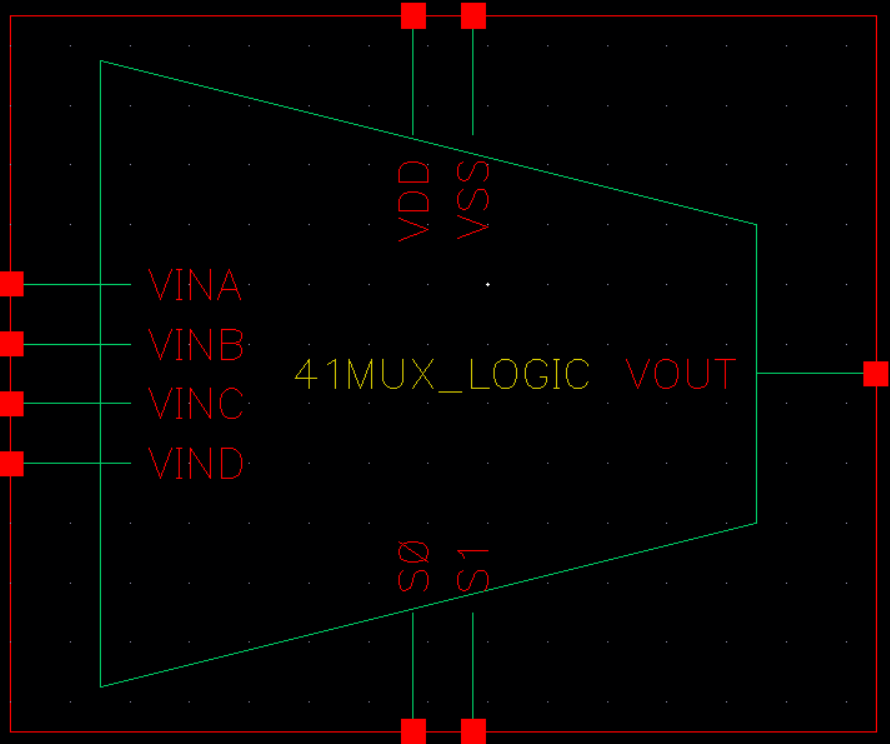 VDD
VSS
VINA
VINB
41MUX_LOGIC
VOUT
VINC
VIND
S0
S1